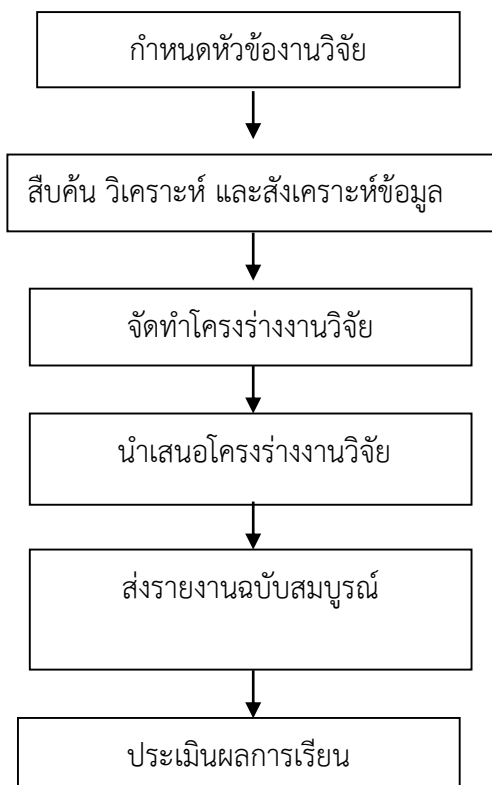 กำหนดหัวข้องานวิจัย
สืบค้น วิเคราะห์ และสังเคราะห์ข้อมูล
จัดทำโครงร่างงานวิจัย
นำเสนอโครงร่างงานวิจัย
ส่งรายงานฉบับสมบูรณ์
ประเมินผลการเรียน